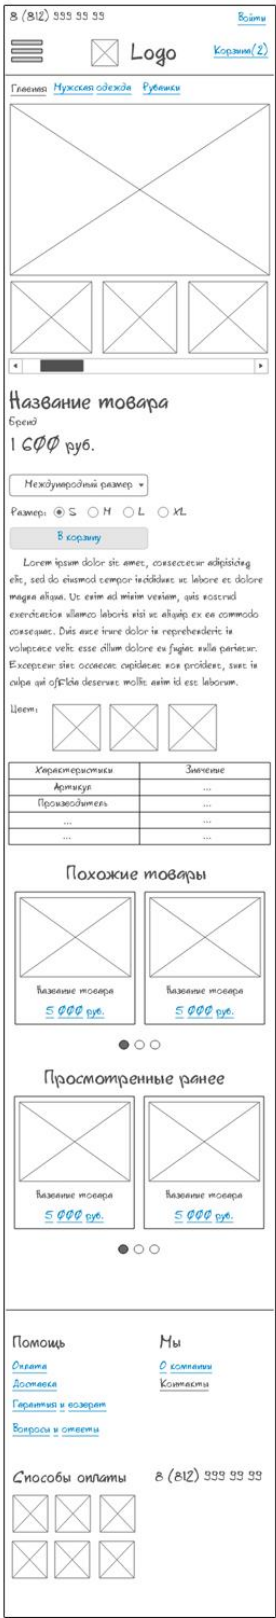 8 (812) 999 99 99
Войти
Logo
Корзина(2)
Главная Мужская одежда Рубашки
Название товара
Бренд
1 600 руб.
Международный размер
Размер: S M L XL
В корзину
Lorem ipsum dolor sit amet, consectetur adipisicing
elit, sed do eiusmod tempor incididunt ut labore et dolore
magna aliqua. Ut enim ad minim veniam, quis nostrud
exercitation ullamco laboris nisi ut aliquip ex ea commodo
consequat. Duis aute irure dolor in reprehenderit in
voluptate velit esse cillum dolore eu fugiat nulla pariatur.
Excepteur sint occaecat cupidatat non proident, sunt in
culpa qui officia deserunt mollit anim id est laborum.
Цвет:
Характеристики Значение
Артикул ...
Производитель ...
... ...
... ...
Похожие товары
Название товара Название товара
5 000 руб. 5 000 руб.
Просмотренные ранее
Название товара Название товара
5 000 руб. 5 000 руб.
Помощь
Оплата
Доставка
Гарантия и возврат
Вопросы и ответы
Мы
О компании
Контакты
Способы оплаты
8 (812) 999 99 99